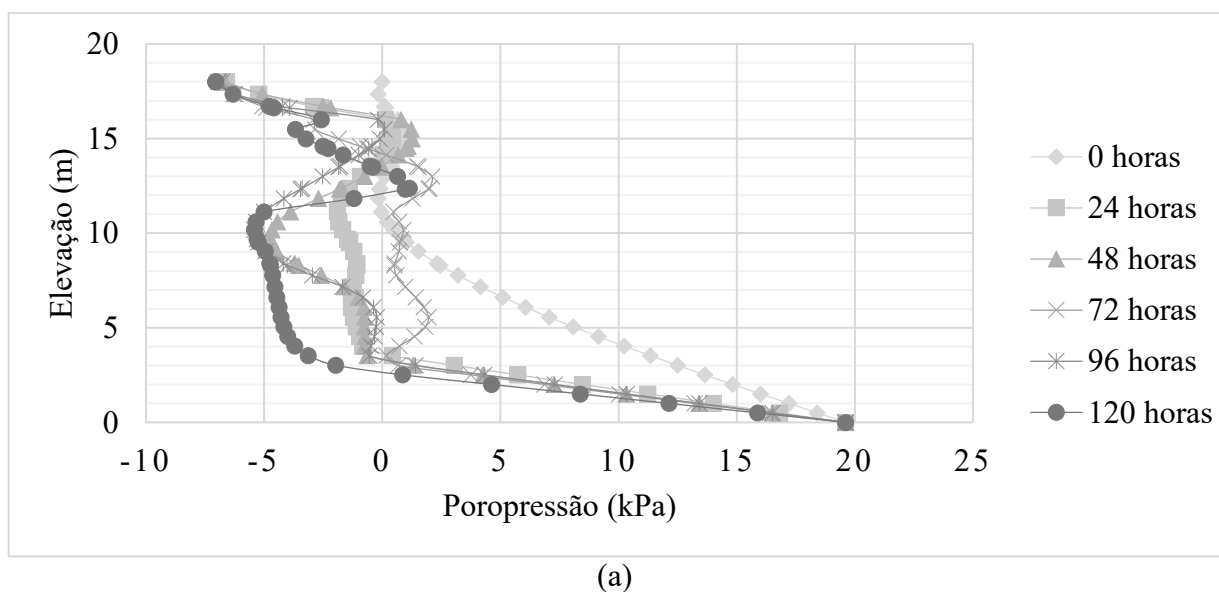 20
15
10
5
0
Elevação (m)
-10 -5 0 5 10 15 20 25
Poropressão (kPa)
0 horas
24 horas
48 horas
72 horas
96 horas
120 horas
(a)